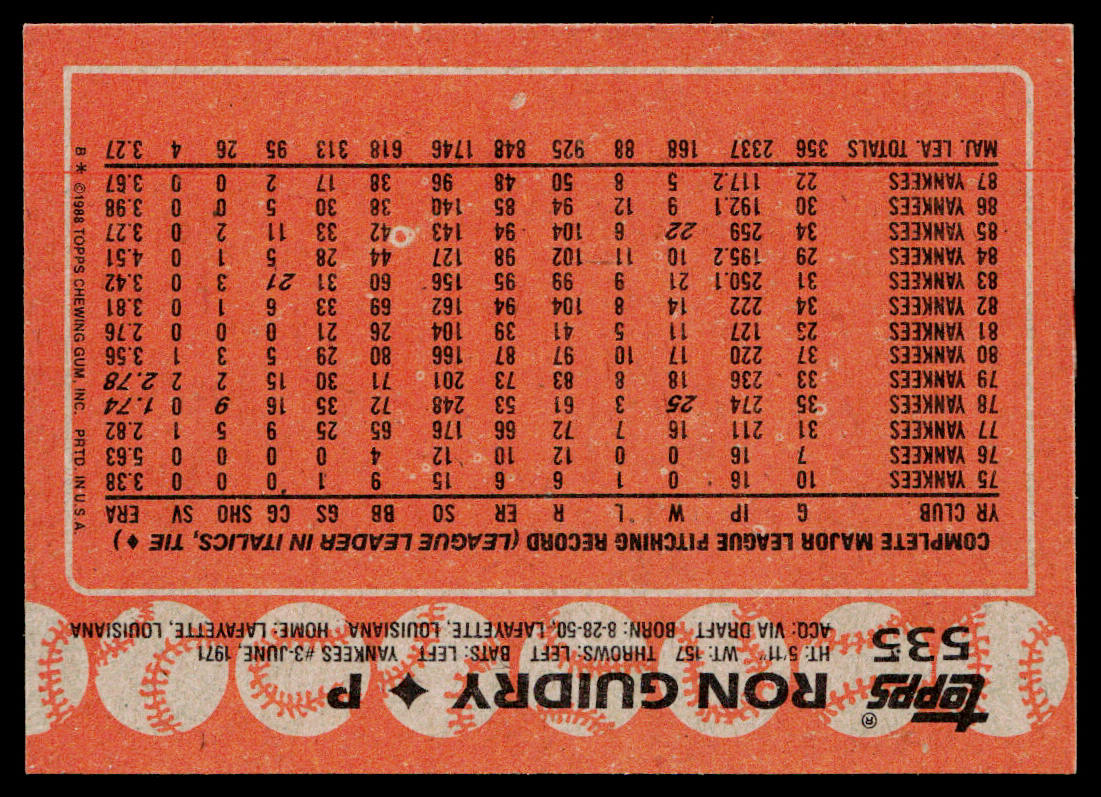 topps® RON GUIDRY ♦ P
535
HT: 5'11" WT: 157 THROWS: LEFT BATS: LEFT YANKEES #3-JUNE, 1971
ACQ: VIA DRAFT BORN: 8-28-50, LAFAYETTE, LOUISIANA HOME: LAFAYETTE, LOUISIANA
COMPLETE MAJOR LEAGUE PITCHING RECORD (LEAGUE LEADER IN ITALICS, TIE ♦)
YR CLUB G IP W L R ER SO BB GS CG SHO SV ERA
75 YANKEES 10 16 0 1 6 6 15 9 1 0 0 0 3.38
76 YANKEES 7 16 0 0 12 10 12 4 0 0 0 0 5.63
77 YANKEES 31 211 16 7 72 66 176 65 25 9 5 1 2.82
78 YANKEES 35 274 25 3 61 53 248 72 35 16 9 0 1.74
79 YANKEES 33 236 18 8 83 73 201 71 30 15 2 2 2.78
80 YANKEES 37 220 17 10 97 87 166 80 29 5 3 1 3.56
81 YANKEES 23 127 11 5 41 39 104 26 21 0 0 0 2.76
82 YANKEES 34 222 14 8 104 94 162 69 33 6 1 0 3.81
83 YANKEES 31 250.1 21 9 99 95 156 60 31 21 3 0 3.42
84 YANKEES 29 195.2 10 11 102 98 127 44 28 5 1 0 4.51
85 YANKEES 34 259 22 6 104 94 143 42 33 11 2 0 3.27
86 YANKEES 30 192.1 9 12 94 85 140 38 30 5 0 0 3.98
87 YANKEES 22 117.2 5 8 50 48 96 38 17 2 0 0 3.67
MAJ. LEA. TOTALS 356 2337 168 88 925 848 1746 618 313 95 26 4 3.27
B * ©1988 TOPPS CHEWING GUM, INC. PRTD. IN U.S.A.